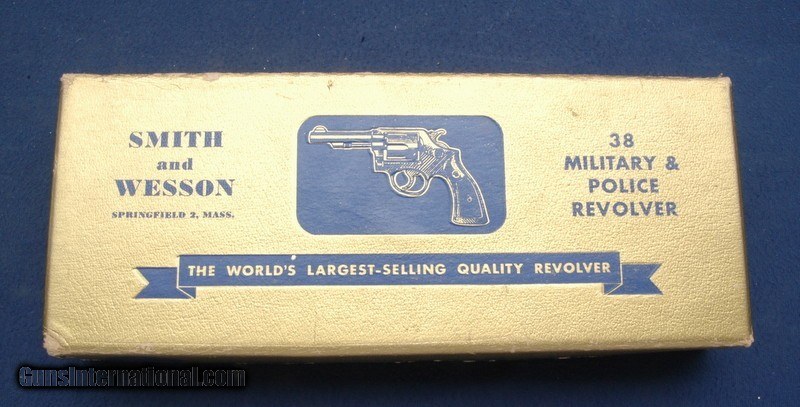 SMITH
and
WESSON
SPRINGFIELD 2, MASS.
38
MILITARY &
POLICE
REVOLVER
THE WORLD'S LARGEST-SELLING QUALITY REVOLVER
GunsInternational.com